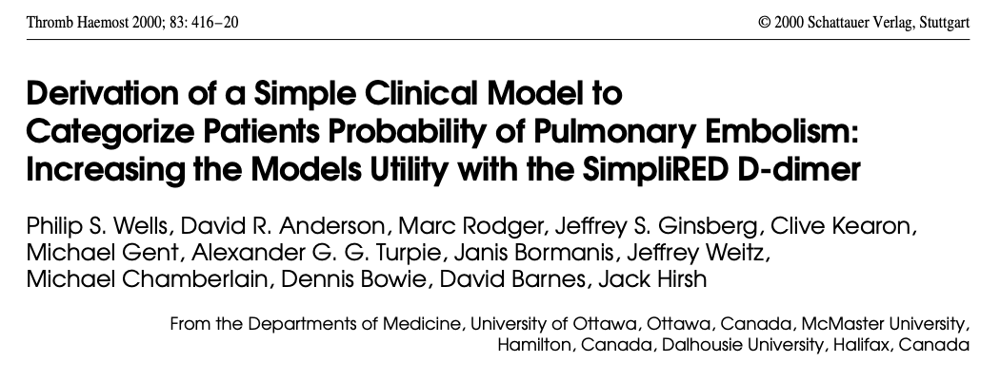 Thromb Haemost 2000; 83: 416–20
© 2000 Schattauer Verlag, Stuttgart
Derivation of a Simple Clinical Model to
Categorize Patients Probability of Pulmonary Embolism:
Increasing the Models Utility with the SimpliRED D-dimer
Philip S. Wells, David R. Anderson, Marc Rodger, Jeffrey S. Ginsberg, Clive Kearon,
Michael Gent, Alexander G. G. Turpie, Janis Bormanis, Jeffrey Weitz,
Michael Chamberlain, Dennis Bowie, David Barnes, Jack Hirsh
From the Departments of Medicine, University of Ottawa, Ottawa, Canada, McMaster University,
Hamilton, Canada, Dalhousie University, Halifax, Canada